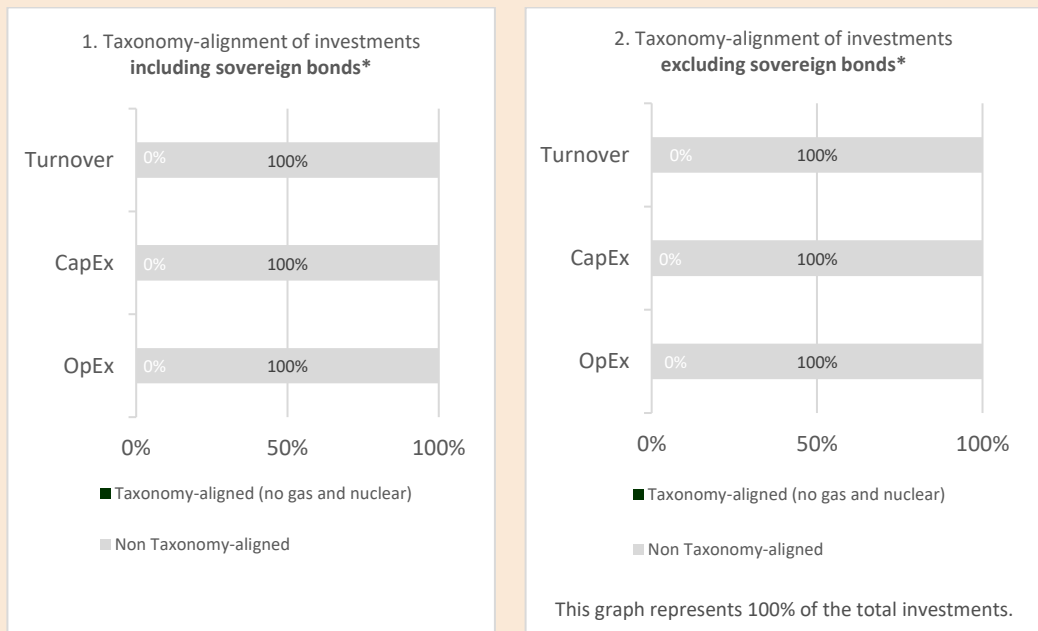 1. Taxonomy-alignment of investments
including sovereign bonds*
Turnover
0%
100%
CapEx
0%
100%
OpEx
0%
100%
0%
50%
100%
Taxonomy-aligned (no gas and nuclear)
Non Taxonomy-aligned
2. Taxonomy-alignment of investments
excluding sovereign bonds*
Turnover
0%
100%
CapEx
0%
100%
OpEx
0%
100%
0%
50%
100%
Taxonomy-aligned (no gas and nuclear)
Non Taxonomy-aligned
This graph represents 100% of the total investments.